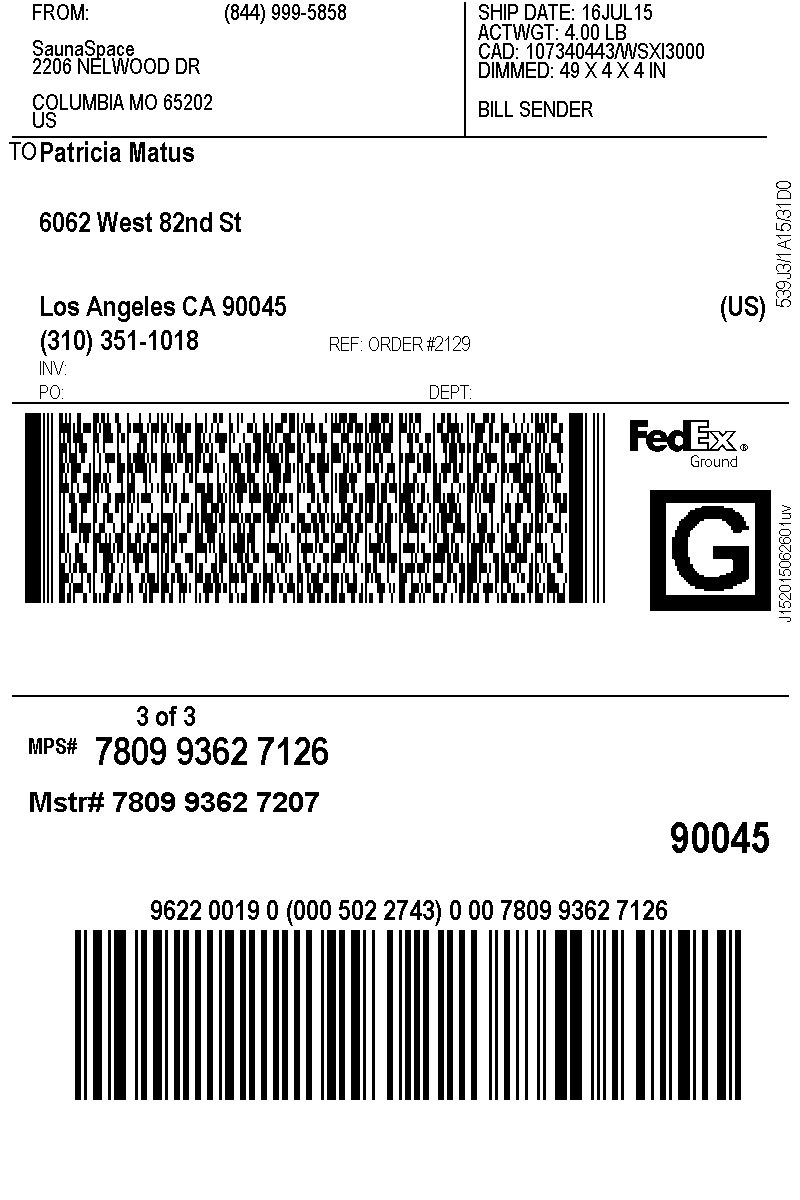 FROM: (844) 999-5858
SaunaSpace
2206 NELWOOD DR
COLUMBIA MO 65202
US
SHIP DATE: 16JUL15
ACTWGT: 4.00 LB
CAD: 107340443/WSXI3000
DIMMED: 49 X 4 X 4 IN
BILL SENDER
TO Patricia Matus
6062 West 82nd St
Los Angeles CA 90045 (US)
(310) 351-1018 REF: ORDER #2129
INV:
PO: DEPT:
539J3/1A15/31D0
FedEx®
Ground
G
J152015062601uv
3 of 3
MPS# 7809 9362 7126
Mstr# 7809 9362 7207
90045
9622 0019 0 (000 502 2743) 0 00 7809 9362 7126